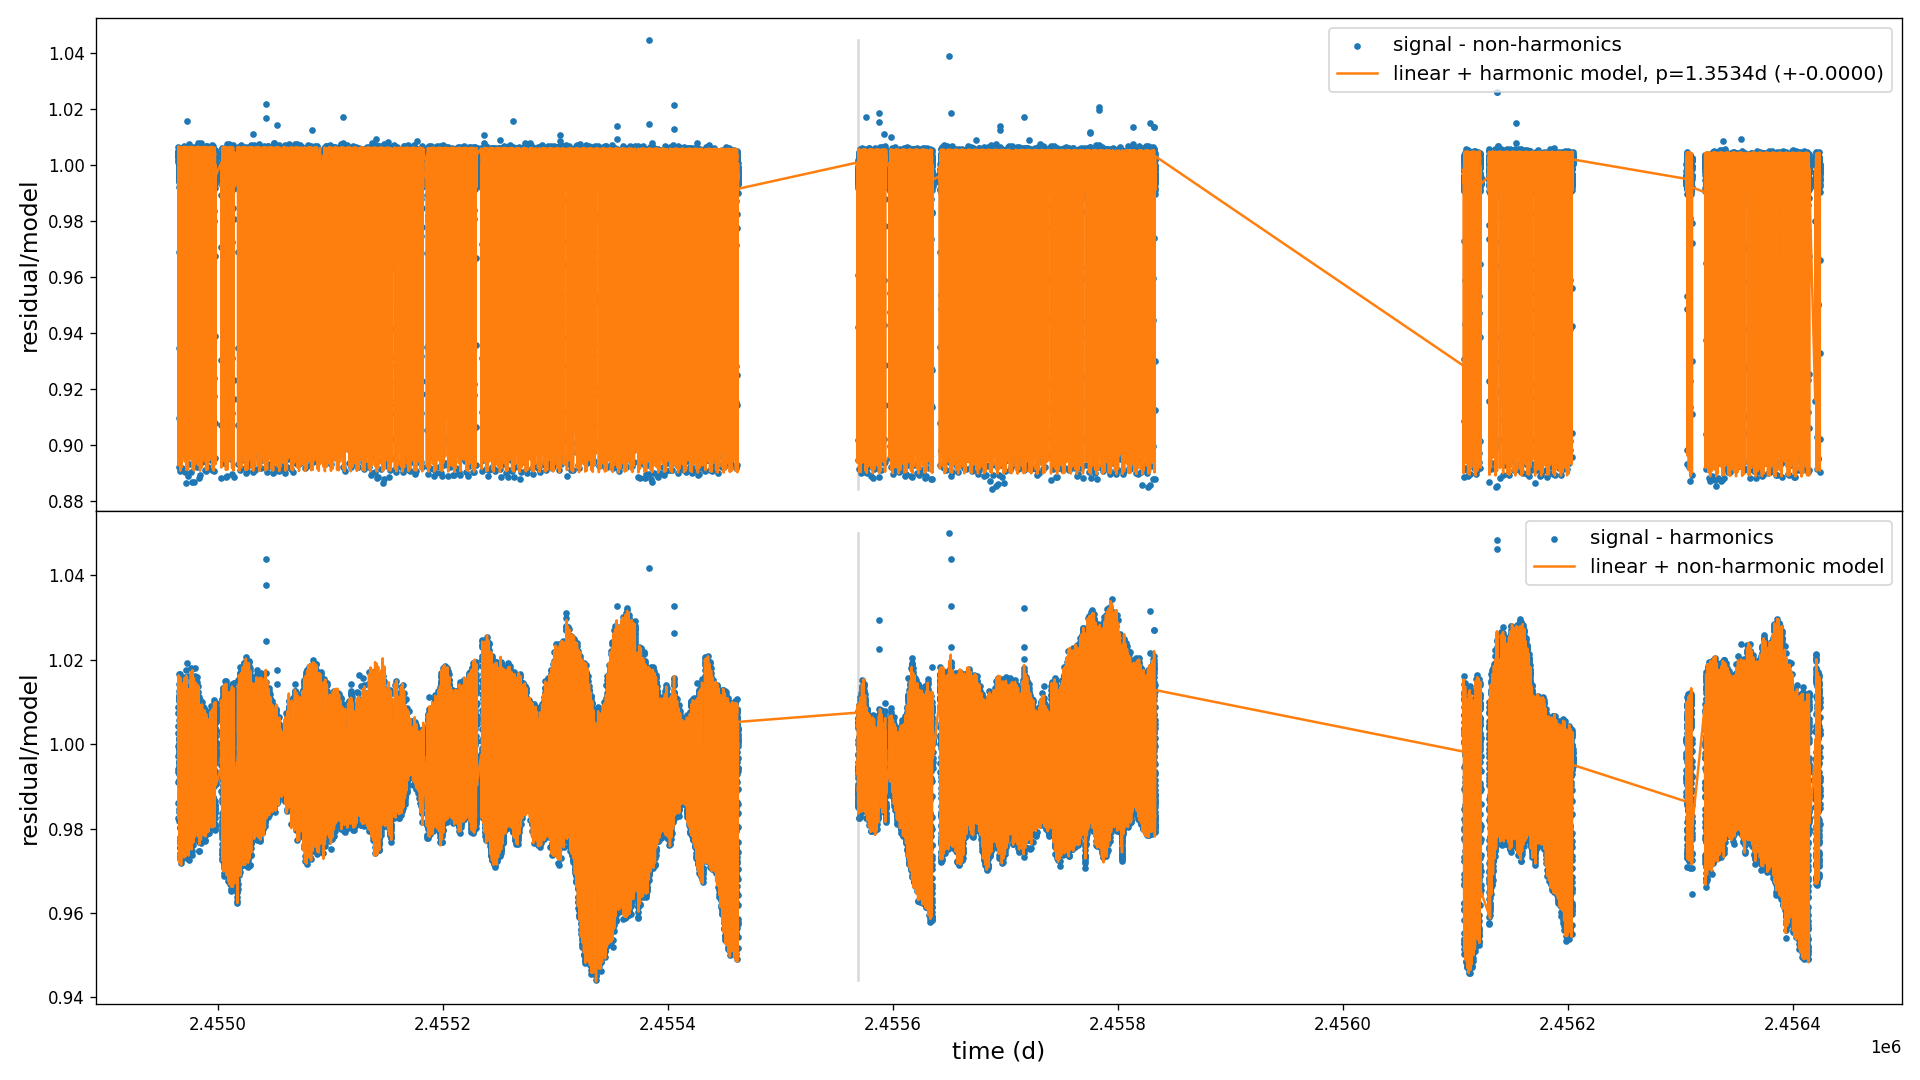 signal - non-harmonics
linear + harmonic model, p=1.3534d (+-0.0000)
residual/model
1.04
1.02
1.00
0.98
0.96
0.94
0.92
0.90
0.88
signal - harmonics
linear + non-harmonic model
residual/model
1.04
1.02
1.00
0.98
0.96
0.94
2.4550 2.4552 2.4554 2.4556 2.4558 2.4560 2.4562 2.4564
1e6
time (d)